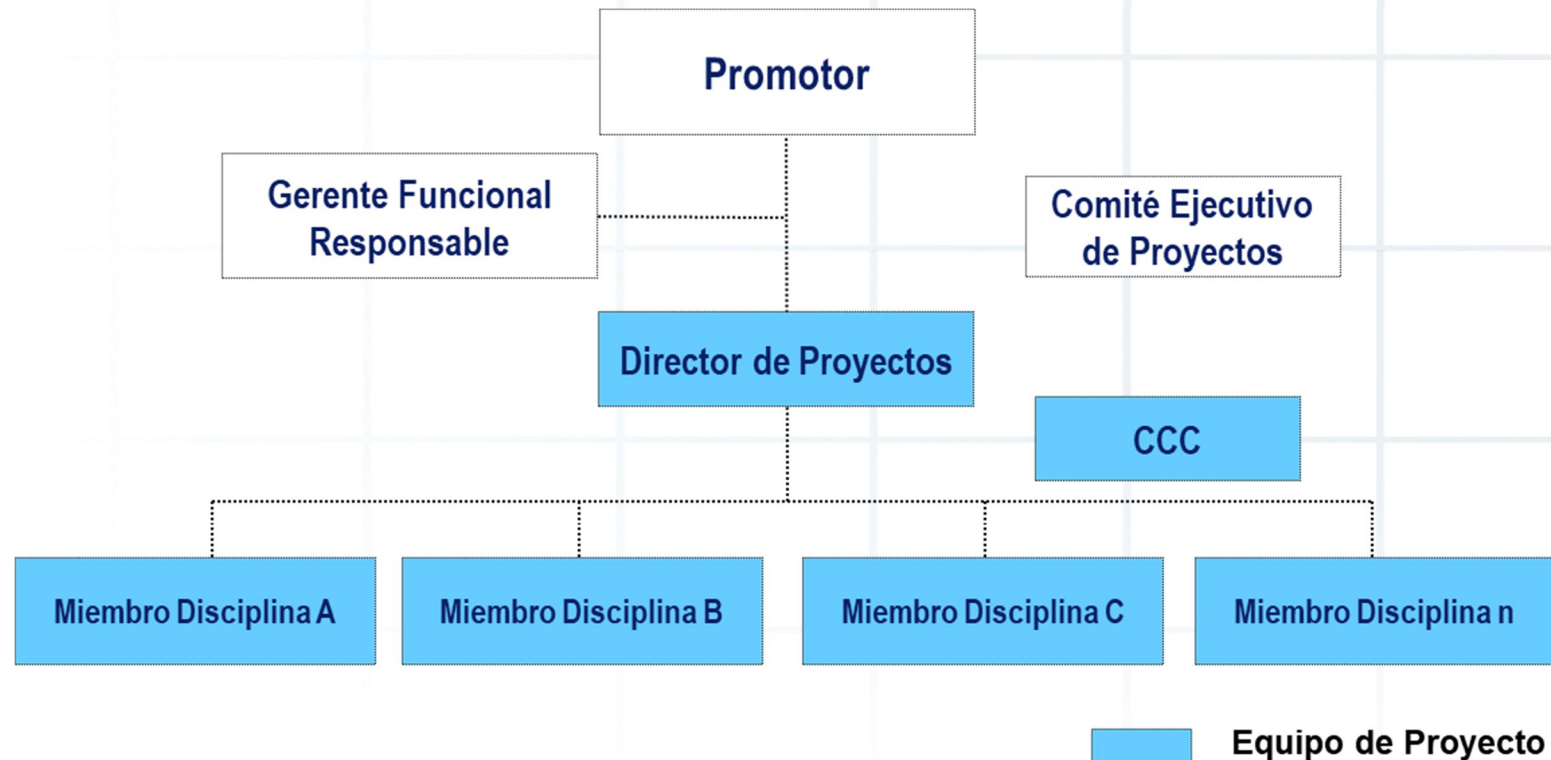 Promotor
Gerente Funcional
Responsable
Comité Ejecutivo
de Proyectos
Director de Proyectos
CCC
Miembro Disciplina A
Miembro Disciplina B
Miembro Disciplina C
Miembro Disciplina n
Equipo de Proyecto